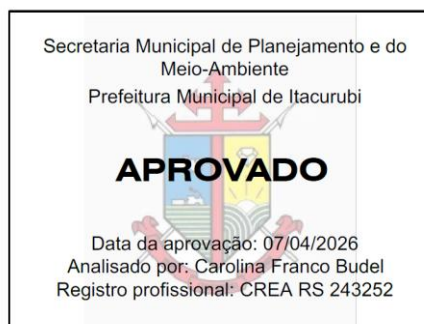 Secretaria Municipal de Planejamento e do
Meio-Ambiente
Prefeitura Municipal de Itacurubi
APROVADO
Data da aprovação: 07/04/2026
Analisado por: Carolina Franco Budel
Registro profissional: CREA RS 243252